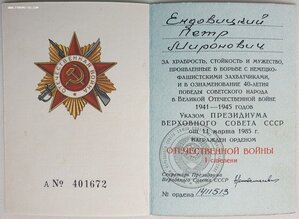 ОТЕЧЕСТВЕННАЯ ВОЙНА
А № 401672
Ендовицкий
Петр
Миронович
ЗА ХРАБРОСТЬ, СТОЙКОСТЬ И МУЖЕСТВО,
ПРОЯВЛЕННЫЕ В БОРЬБЕ С НЕМЕЦКО-
ФАШИСТСКИМИ ЗАХВАТЧИКАМИ,
И В ОЗНАМЕНОВАНИЕ 40-ЛЕТИЯ
ПОБЕДЫ СОВЕТСКОГО НАРОДА
В ВЕЛИКОЙ ОТЕЧЕСТВЕННОЙ ВОЙНЕ
1941—1945 ГОДОВ
Указом ПРЕЗИДИУМА
ВЕРХОВНОГО СОВЕТА СССР
от 11 марта 1985 г.
НАГРАЖДЕН ОРДЕНОМ
ОТЕЧЕСТВЕННОЙ ВОЙНЫ
I степени
Секретарь Президиума
Верховного Совета СССР
№ ордена 1411513